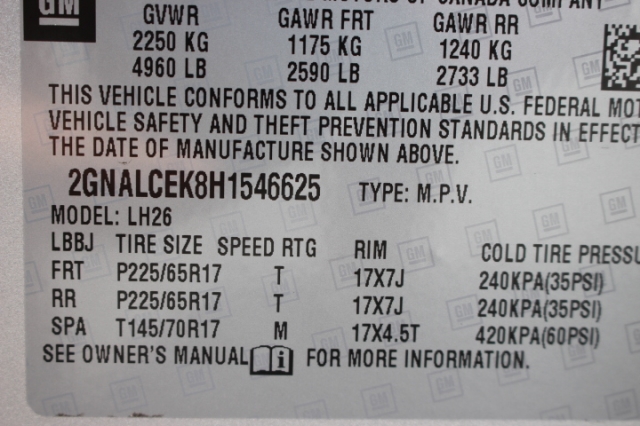 GM
OF CANADA COMPANY
GVWR GAWR FRT GAWR RR
2250 KG 1175 KG 1240 KG
4960 LB 2590 LB 2733 LB
THIS VEHICLE CONFORMS TO ALL APPLICABLE U.S. FEDERAL MOT
VEHICLE SAFETY AND THEFT PREVENTION STANDARDS IN EFFECT
THE DATE OF MANUFACTURE SHOWN ABOVE.
2GNALCEK8H1546625 TYPE: M.P.V.
MODEL: LH26
LBBJ TIRE SIZE SPEED RTG RIM COLD TIRE PRESSU
FRT P225/65R17 T 17X7J 240KPA(35PSI)
RR P225/65R17 T 17X7J 240KPA(35PSI)
SPA T145/70R17 M 17X4.5T 420KPA(60PSI)
SEE OWNER'S MANUAL i FOR MORE INFORMATION.